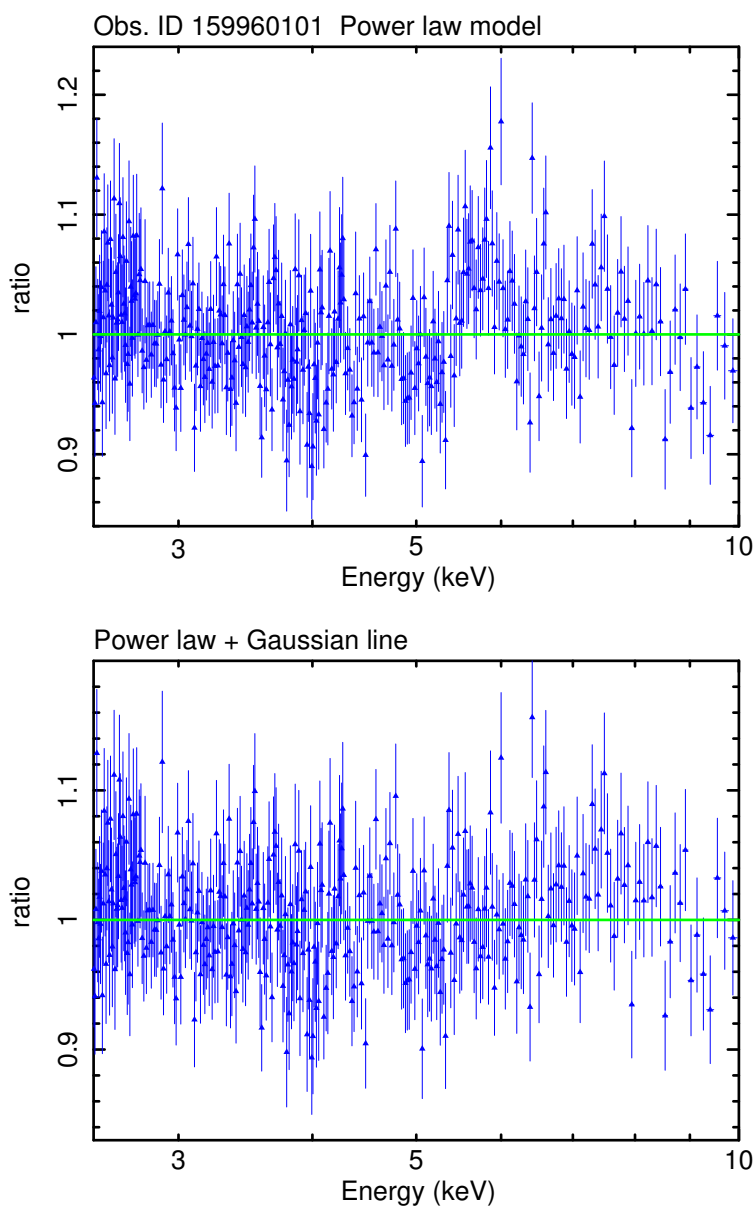 Obs. ID 159960101  Power law model
1.2
1.1
1
0.9
ratio
3
5
10
Energy (keV)
Power law + Gaussian line
1.1
1
0.9
ratio
3
5
10
Energy (keV)